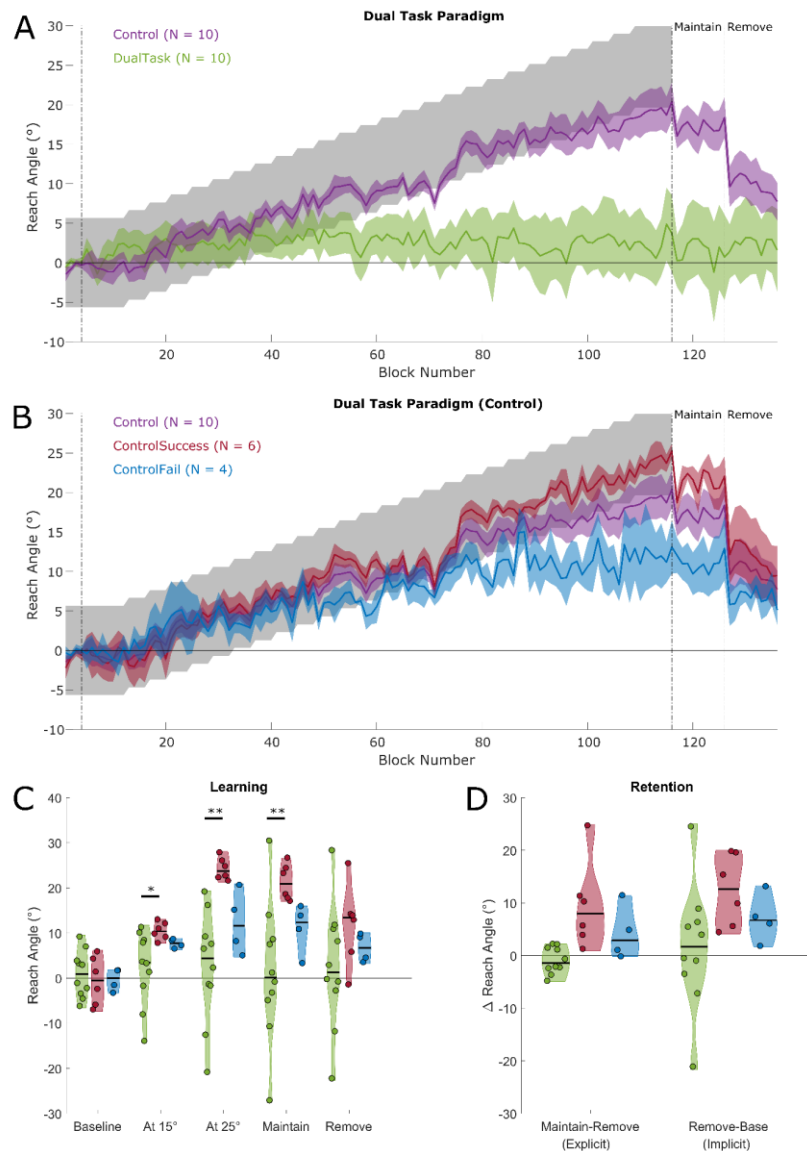 A
Dual Task Paradigm
Control (N = 10)
DualTask (N = 10)
Maintain Remove
30
25
20
15
10
5
0
-5
-10
Reach Angle (°)
20 40 60 80 100 120
Block Number
B
Dual Task Paradigm (Control)
Control (N = 10)
ControlSuccess (N = 6)
ControlFail (N = 4)
Maintain Remove
30
25
20
15
10
5
0
-5
-10
Reach Angle (°)
20 40 60 80 100 120
Block Number
C
Learning
40
30
20
10
0
-10
-20
-30
Reach Angle (°)
*
**
**
Baseline At 15° At 25° Maintain Remove
D
Retention
30
20
10
0
-10
-20
-30
Δ Reach Angle (°)
Maintain-Remove Remove-Base
(Explicit) (Implicit)